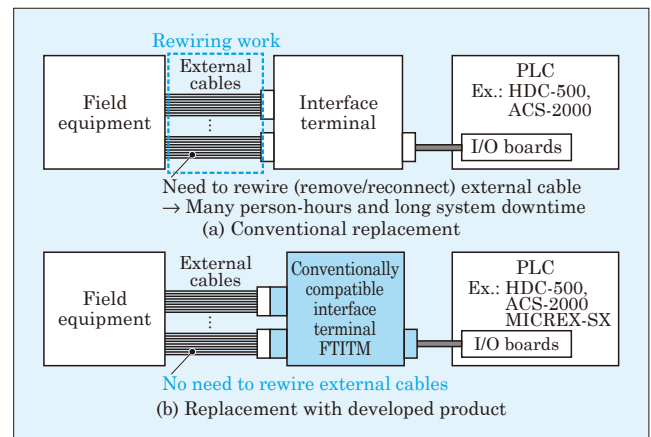 Rewiring work
External
cables
Field
equipment
Interface
terminal
PLC
Ex.: HDC-500,
ACS-2000
I/O boards
Need to rewire (remove/reconnect) external cable
→ Many person-hours and long system downtime
(a) Conventional replacement
External
cables
Field
equipment
Conventionally
compatible
interface
terminal
FTITM
PLC
Ex.: HDC-500,
ACS-2000
MICREX-SX
I/O boards
No need to rewire external cables
(b) Replacement with developed product